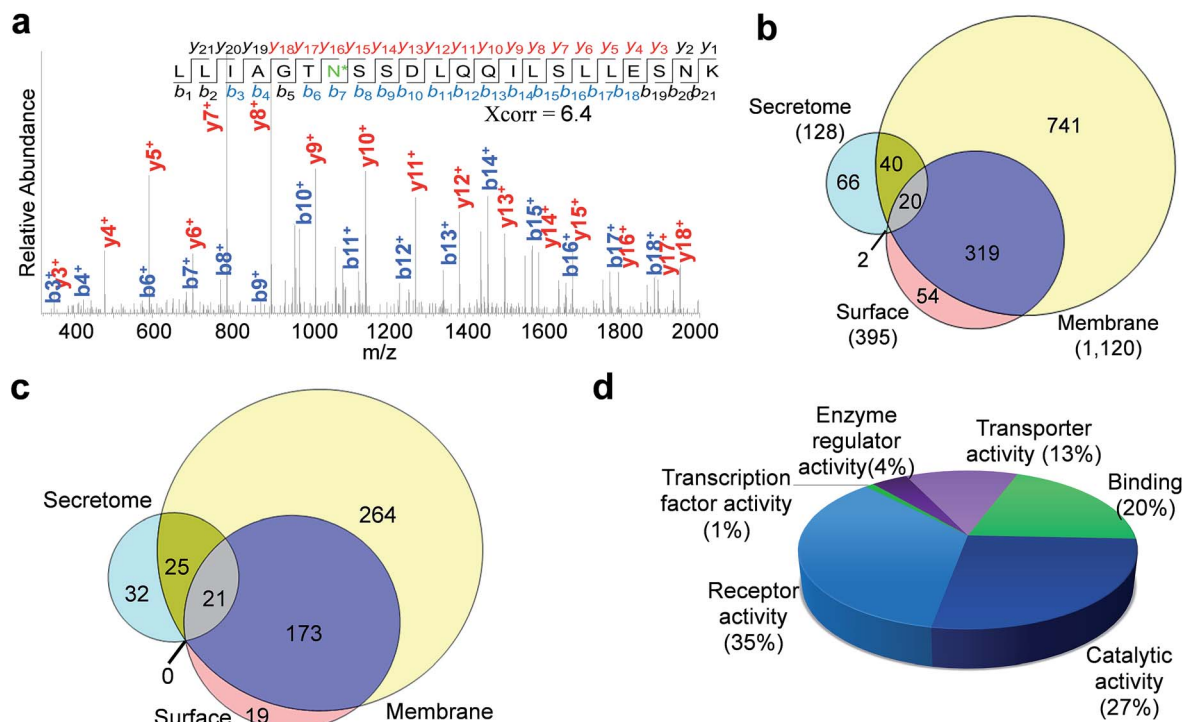 a
y21 y20 y19 y18 y17 y16 y15 y14 y13 y12 y11 y10 y9 y8 y7 y6 y5 y4 y3 y2 y1
L L I A G T N* S S D L Q Q I L S L L E S N K
b1 b2 b3 b4 b5 b6 b7 b8 b9 b10 b11 b12 b13 b14 b15 b16 b17 b18 b19 b20 b21
Xcorr = 6.4
Relative Abundance
b3+ y3+ b4+ y4+ b6+ y5+ b7+ y6+ y7+ b8+ b9+ y8+ b10+ y9+ b11+ y10+ b12+ y11+ b13+ y12+ b14+ y13+ b15+ y14+ b16+ y15+ b17+ y16+ b18+ y17+ y18+
400 600 800 1000 1200 1400 1600 1800 2000
m/z
b
Secretome
(128)
741
40
66
20
2
319
54
Surface
(395)
Membrane
(1,120)
c
Secretome
264
25
32
21
173
0
Surface 19
Membrane
d
Enzyme
regulator
activity(4%)
Transporter
activity (13%)
Transcription
factor activity
(1%)
Binding
(20%)
Receptor
activity
(35%)
Catalytic
activity
(27%)